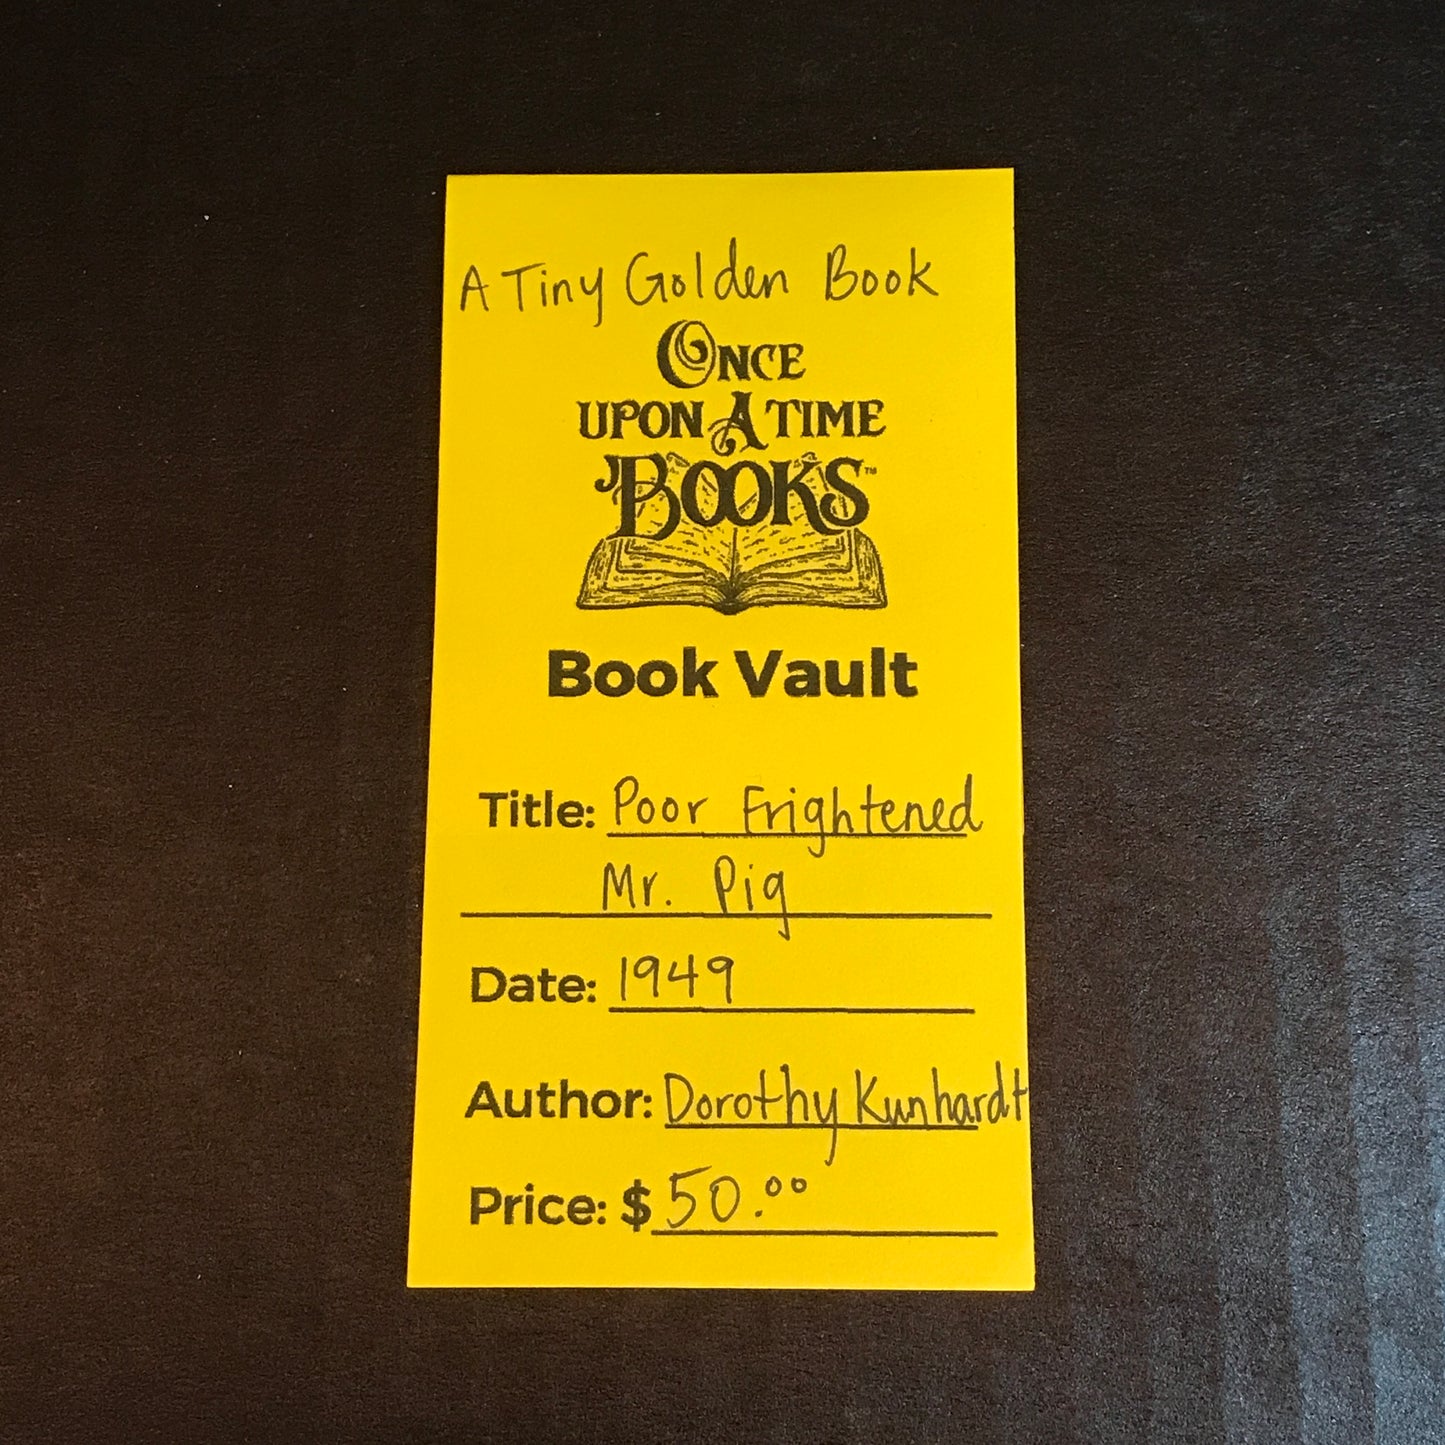 A Tiny Golden Book
ONCE
UPON A TIME
BOOKS™
Book Vault
Title: Poor Frightened
Mr. Pig
Date: 1949
Author: Dorothy Kunhardt
Price: $50.00